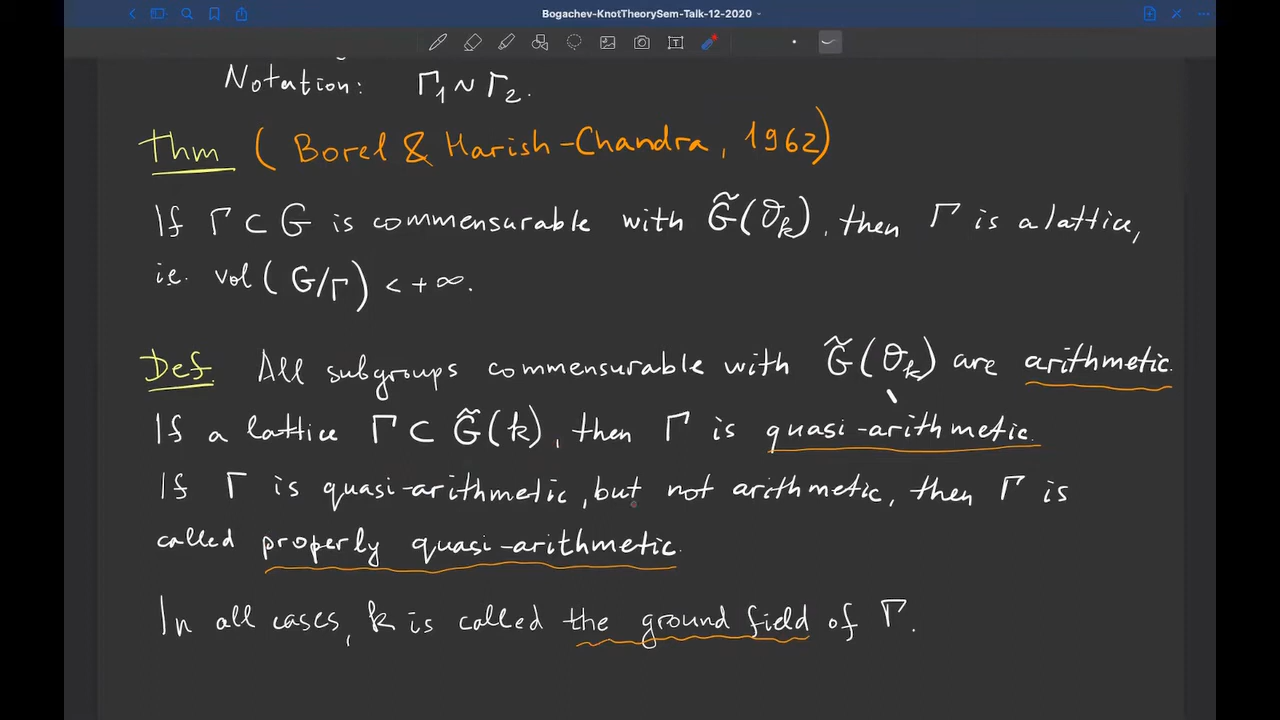 Bogachev-KnotTheorySem-Talk-12-2020
Notation: Γ₁ ~ Γ₂.
Thm (Borel & Harish-Chandra, 1962)
If Γ ⊂ G is commensurable with G̃(𝒪ₖ), then Γ is a lattice,
i.e. vol(G/Γ) < +∞.
Def. All subgroups commensurable with G̃(𝒪ₖ) are arithmetic.
If a lattice Γ ⊂ G̃(k), then Γ is quasi-arithmetic.
If Γ is quasi-arithmetic, but not arithmetic, then Γ is
called properly quasi-arithmetic.
In all cases, k is called the ground field of Γ.